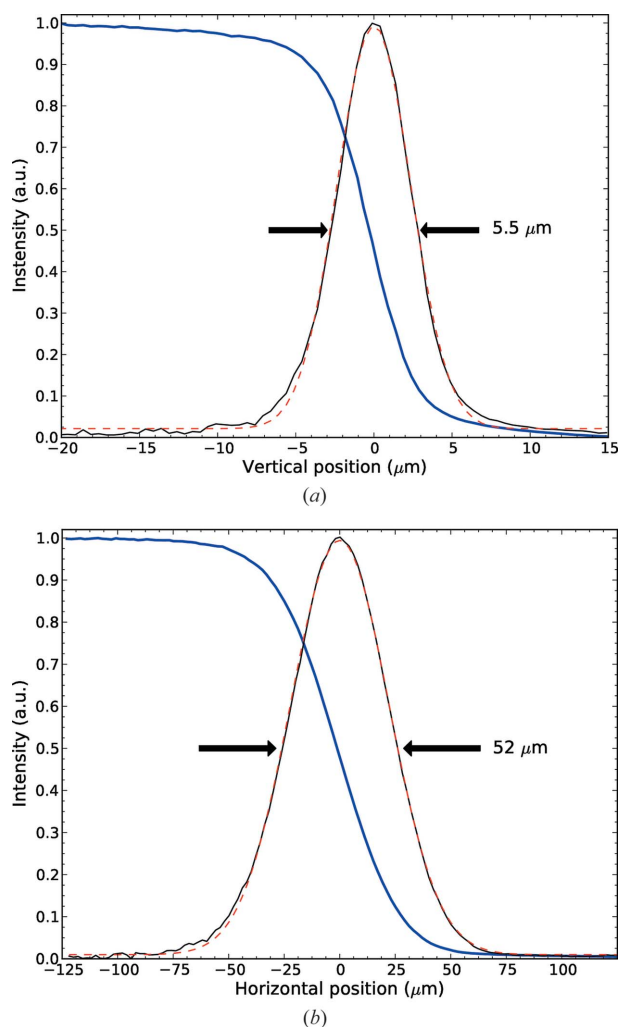 1.0
0.9
0.8
0.7
0.6
0.5
0.4
0.3
0.2
0.1
0.0
Instensity (a.u.)
5.5 μm
−20 −15 −10 −5 0 5 10 15
Vertical position (μm)
(a)
1.0
0.9
0.8
0.7
0.6
0.5
0.4
0.3
0.2
0.1
0.0
Intensity (a.u.)
52 μm
−125 −100 −75 −50 −25 0 25 50 75 100
Horizontal position (μm)
(b)